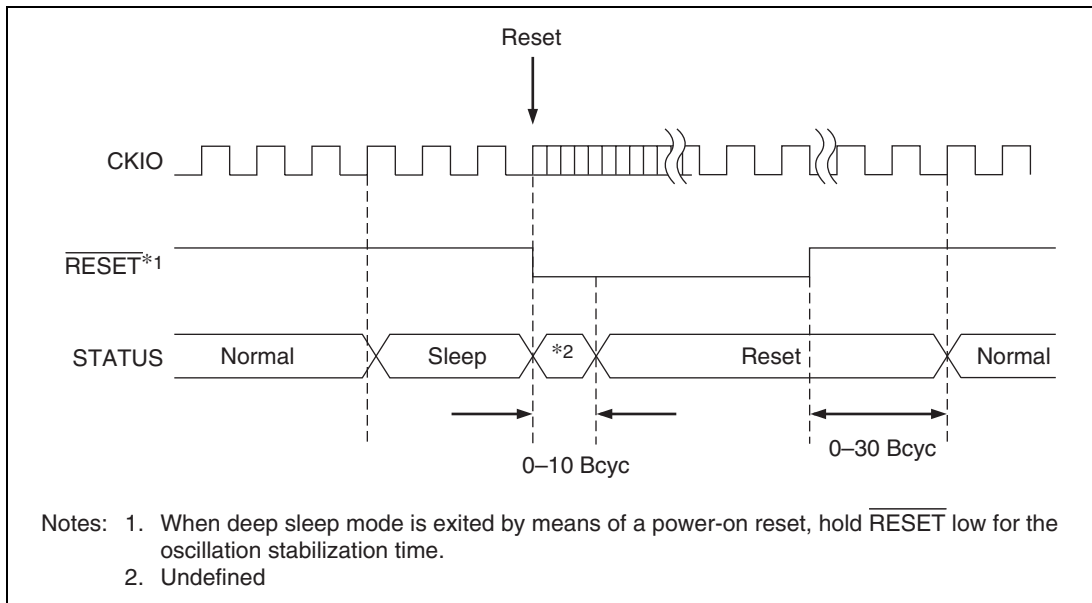 Reset
CKIO
RESET*1
STATUS
Normal
Sleep
*2
Reset
Normal
0–10 Bcyc
0–30 Bcyc
Notes: 1. When deep sleep mode is exited by means of a power-on reset, hold RESET low for the
oscillation stabilization time.
2. Undefined